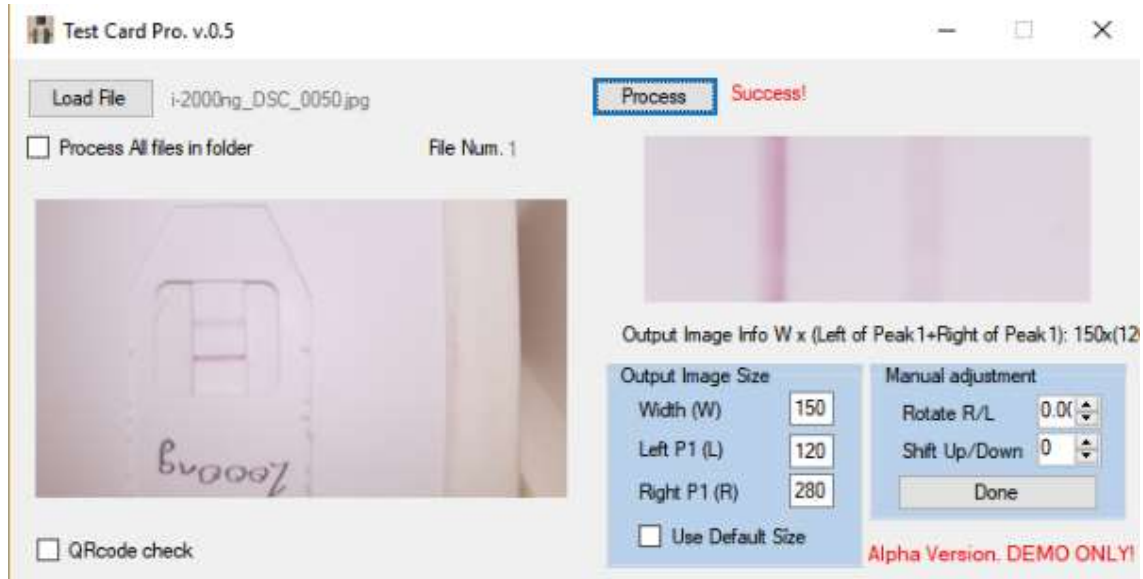 Test Card Pro. v.0.5
Load File
i-2000ng_DSC_0050.jpg
Process
Success!
Process All files in folder
File Num. 1
2000ng
Output Image Info W x (Left of Peak1+Right of Peak1): 150x(12
Output Image Size
Width (W) 150
Left P1 (L) 120
Right P1 (R) 280
Use Default Size
Manual adjustment
Rotate R/L 0.00
Shift Up/Down 0
Done
QRcode check
Alpha Version. DEMO ONLY!